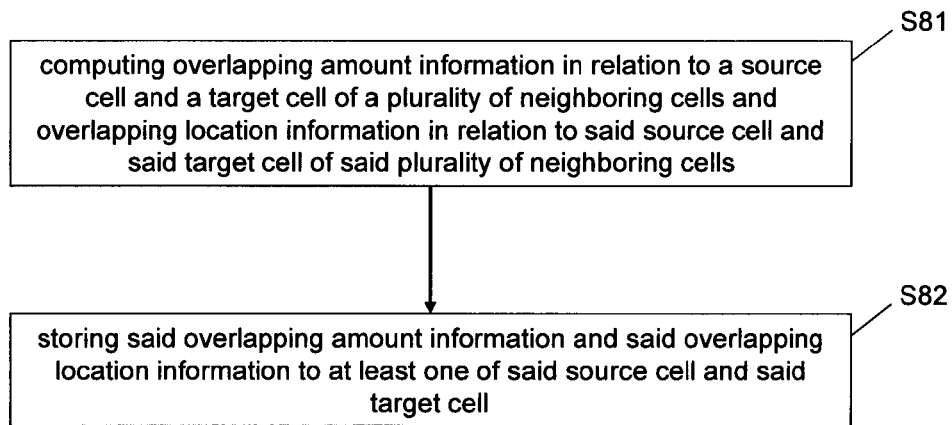 S81
computing overlapping amount information in relation to a source
cell and a target cell of a plurality of neighboring cells and
overlapping location information in relation to said source cell and
said target cell of said plurality of neighboring cells
S82
storing said overlapping amount information and said overlapping
location information to at least one of said source cell and said
target cell